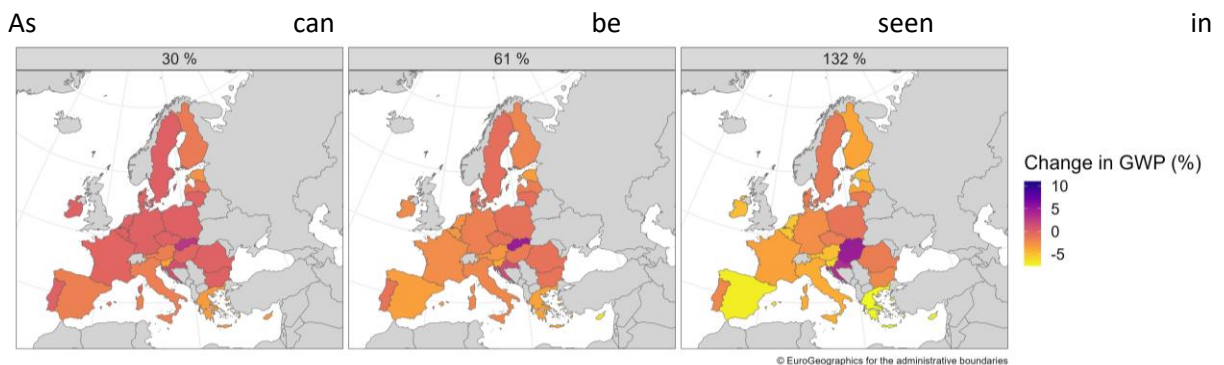 As can be seen in
30 %
61 %
132 %
Change in GWP (%)
10
5
0
-5
© EuroGeographics for the administrative boundaries